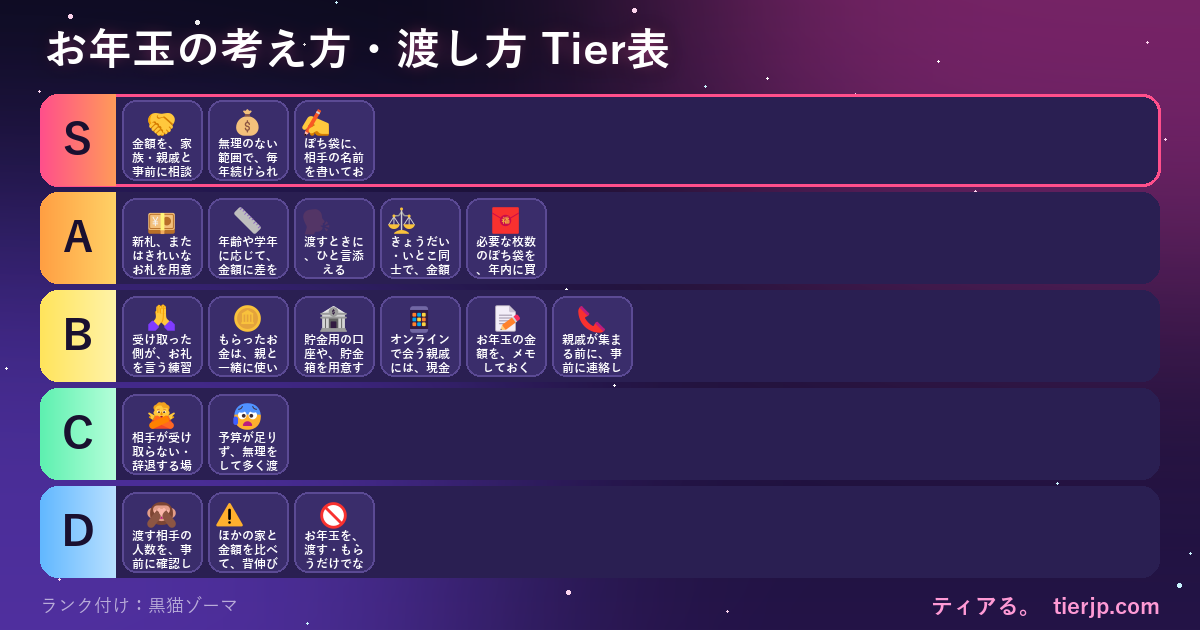 お年玉の考え方・渡し方 Tier表
S
金額を、家
族・親戚と
事前に相談
無理のない
範囲で、毎
年続けられ
ぽち袋に、
相手の名前
を書いてお
A
新札、また
はきれいな
お札を用意
年齢や学年
に応じて、
金額に差を
渡すときに
、ひと言添
える
きょうだい
・いとこ同
士で、金額
必要な枚数
のぽち袋を
、年内に買
B
受け取った
側が、お礼
を言う練習
もらったお
金は、親と
一緒に使い
貯金用の口
座や、貯金
箱を用意す
オンライン
で会う親戚
には、現金
お年玉の金
額を、メモ
しておく
親戚が集ま
る前に、事
前に連絡し
C
相手が受け
取らない・
辞退する場
予算が足り
ず、無理を
して多く渡
D
渡す相手の
人数を、事
前に確認し
ほかの家と
金額を比べ
て、背伸び
お年玉を、
渡す・もら
うだけでな
ランク付け：黒猫ゾーマ
ティアる。 tierjp.com